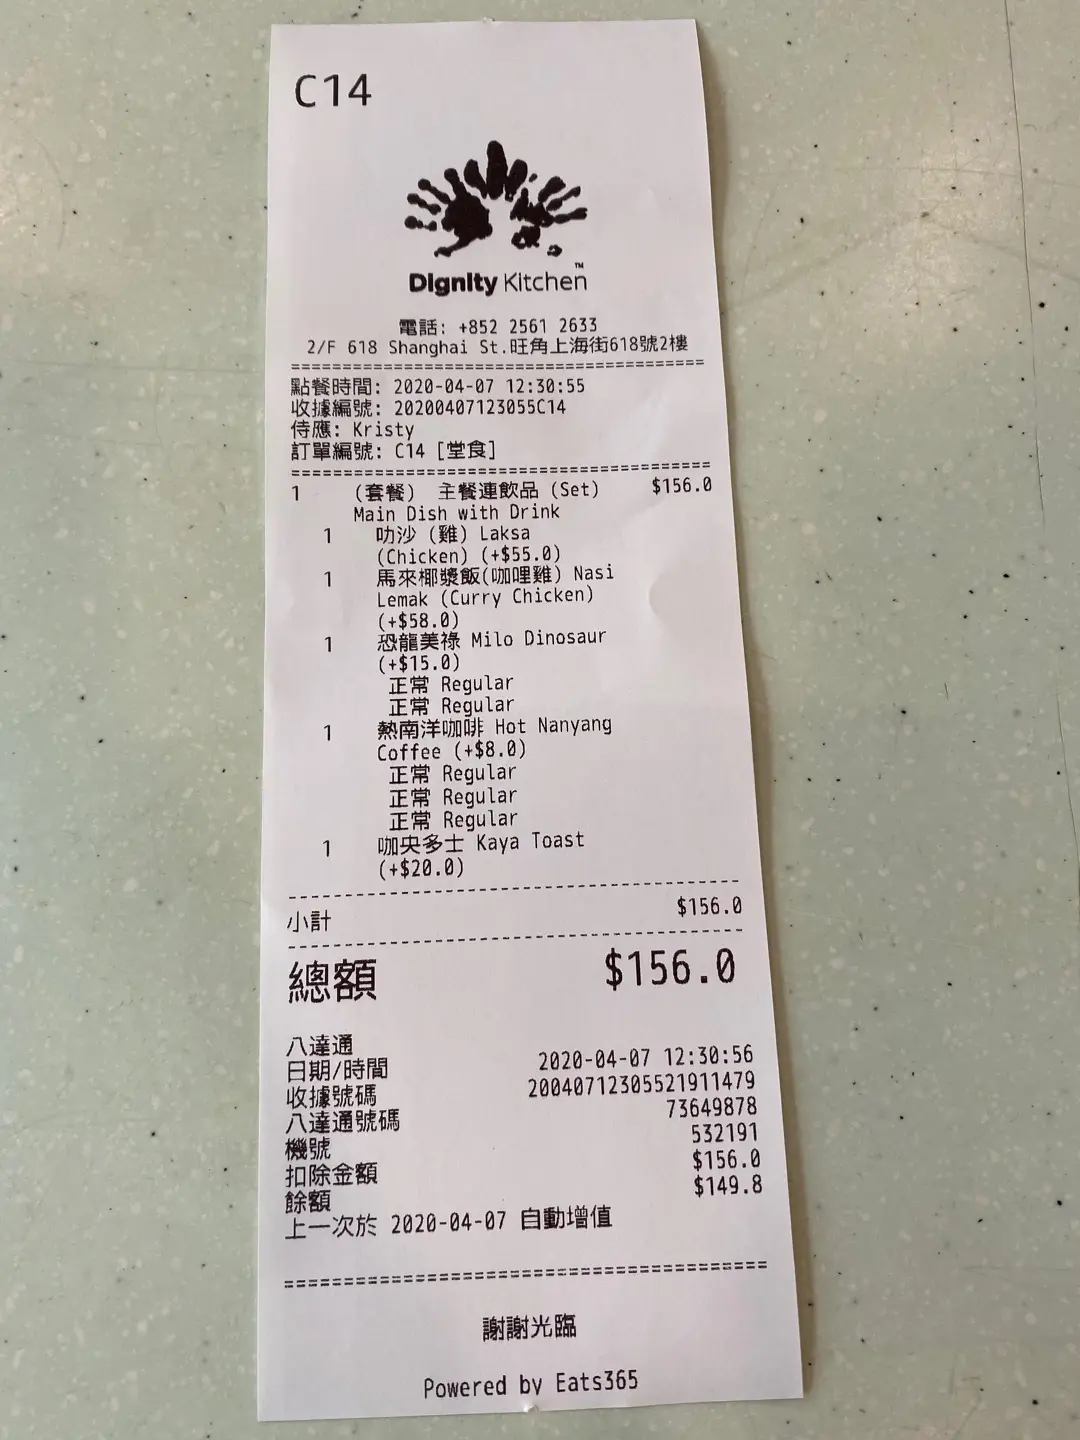 C14
Dignity Kitchen™
電話: +852 2561 2633
2/F 618 Shanghai St.旺角上海街618號2樓
==========================================
點餐時間: 2020-04-07 12:30:55
收據編號: 20200407123055C14
侍應: Kristy
訂單編號: C14 [堂食]
==========================================
1 (套餐) 主餐連飲品 (Set) $156.0
Main Dish with Drink
1 叻沙 (雞) Laksa
(Chicken) (+$55.0)
1 馬來椰漿飯(咖哩雞) Nasi
Lemak (Curry Chicken)
(+$58.0)
1 恐龍美祿 Milo Dinosaur
(+$15.0)
正常 Regular
正常 Regular
1 熱南洋咖啡 Hot Nanyang
Coffee (+$8.0)
正常 Regular
正常 Regular
正常 Regular
1 咖央多士 Kaya Toast
(+$20.0)
------------------------------------------
小計 $156.0
------------------------------------------
總額 $156.0
八達通
日期/時間 2020-04-07 12:30:56
收據號碼 20040712305521911479
八達通號碼 73649878
機號 532191
扣除金額 $156.0
餘額 $149.8
上一次於 2020-04-07 自動增值
==========================================
謝謝光臨
Powered by Eats365